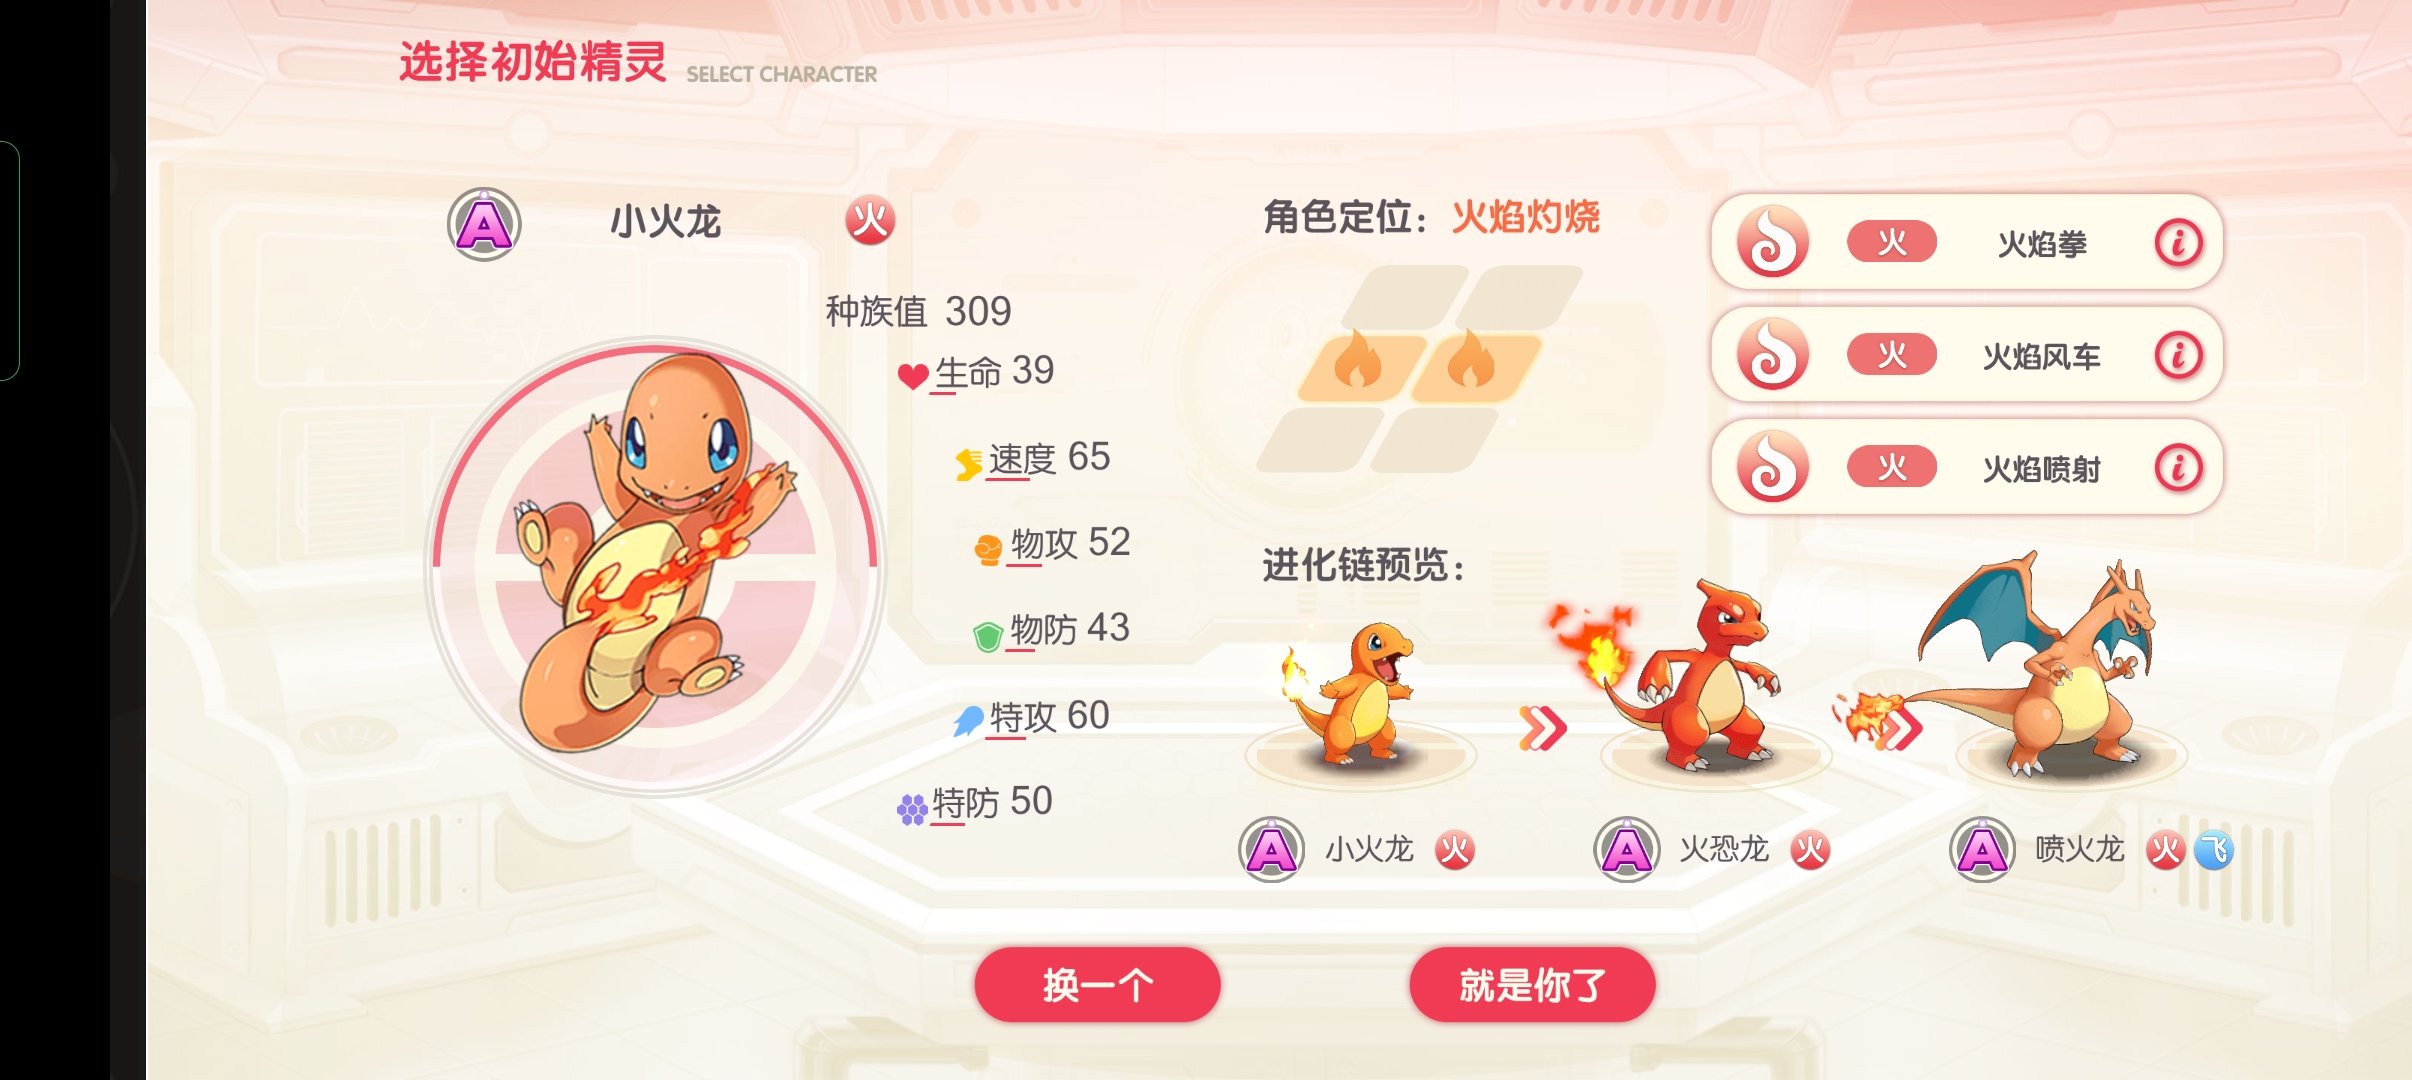 选择初始精灵 SELECT CHARACTER
A 小火龙 火
种族值 309
生命 39
速度 65
物攻 52
物防 43
特攻 60
特防 50
角色定位：火焰灼烧
火 火焰拳 i
火 火焰风车 i
火 火焰喷射 i
进化链预览：
A 小火龙 火
A 火恐龙 火
A 喷火龙 火 飞
换一个
就是你了